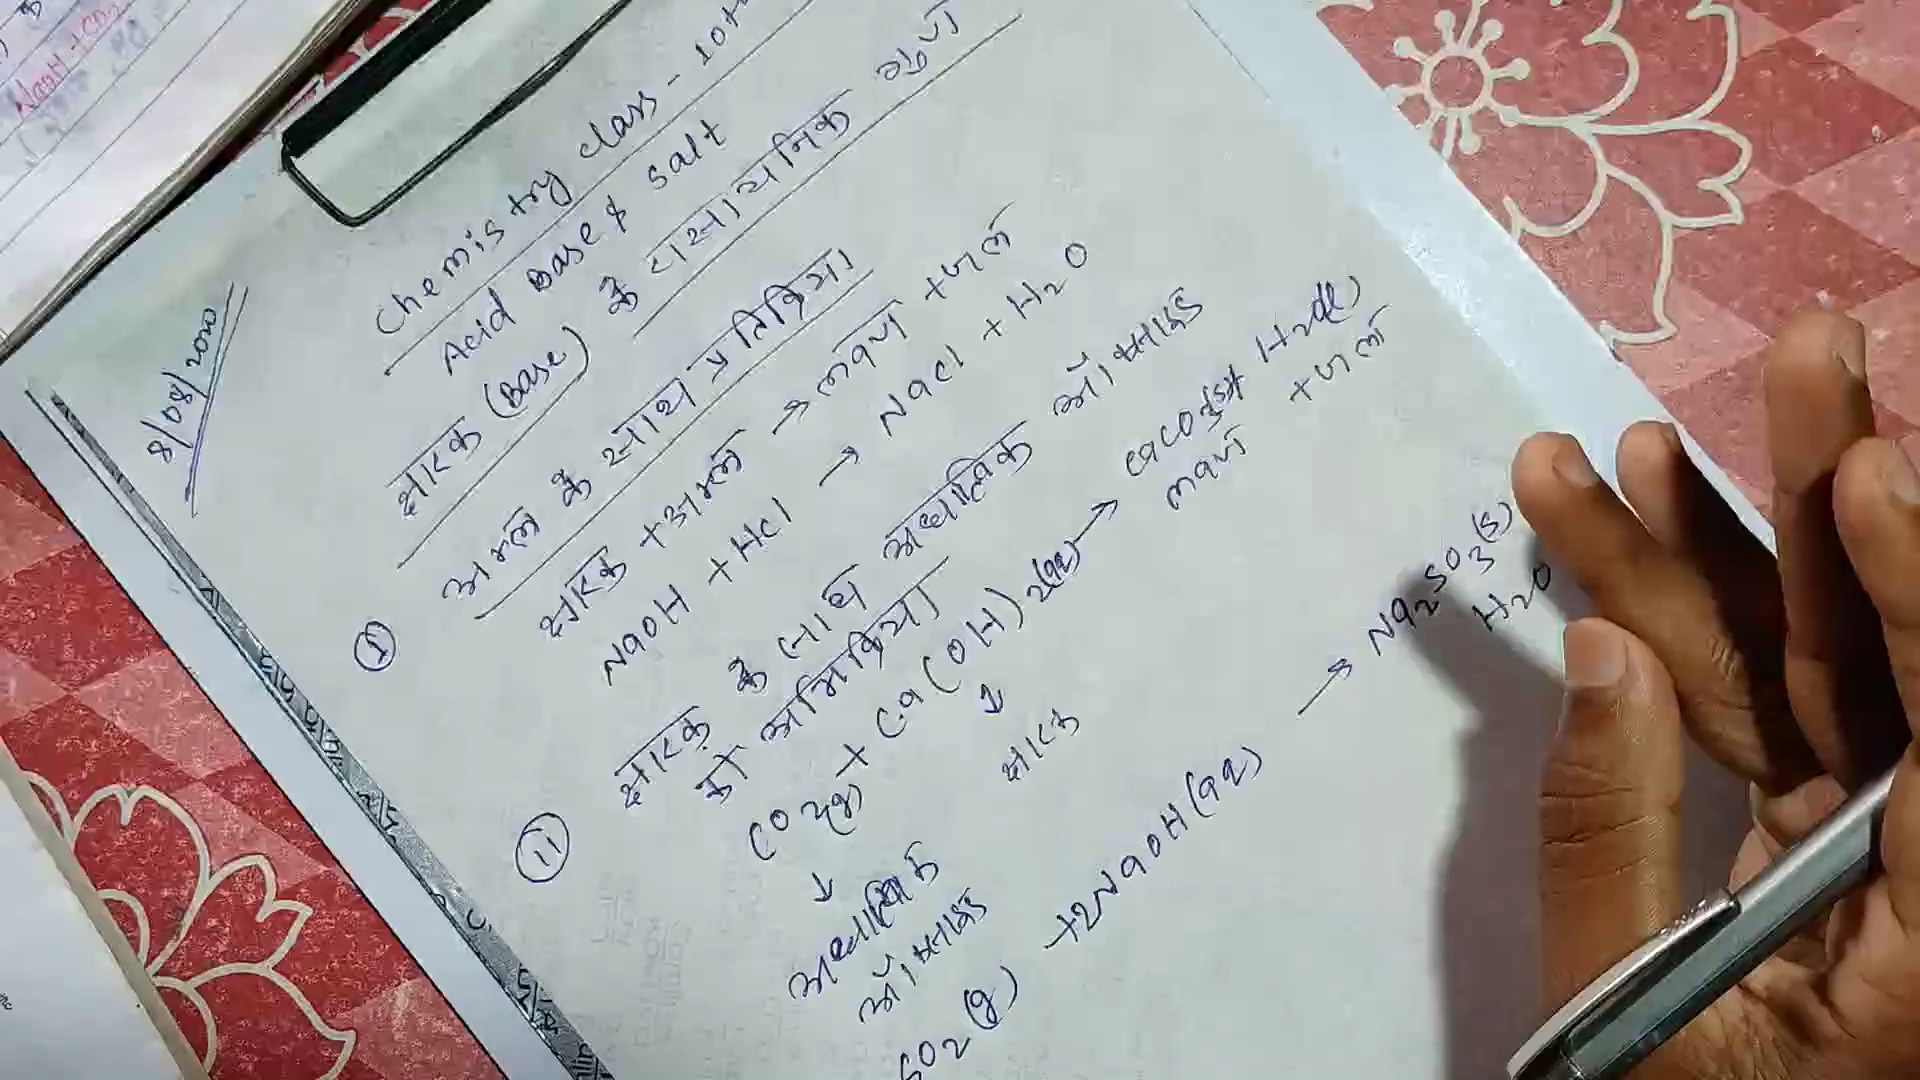 8/08/2020
Chemistry class - 10th
Acid Base & salt
क्षारक (Base) के रासायनिक गुण
(I) अम्ल के साथ प्रतिक्रिया
क्षारक + अम्ल → लवण + जल
NaOH + HCl → NaCl + H2O
(II) क्षारक के साथ अधात्विक ऑक्साइड
की अभिक्रिया
CO2(g) + Ca(OH)2(aq) → CaCO3(s) + H2O(l)
↓ ↓ लवण + जल
अधात्विक क्षारक
ऑक्साइड
SO2(g) + 2NaOH(aq) → Na2SO3(s)
H2O